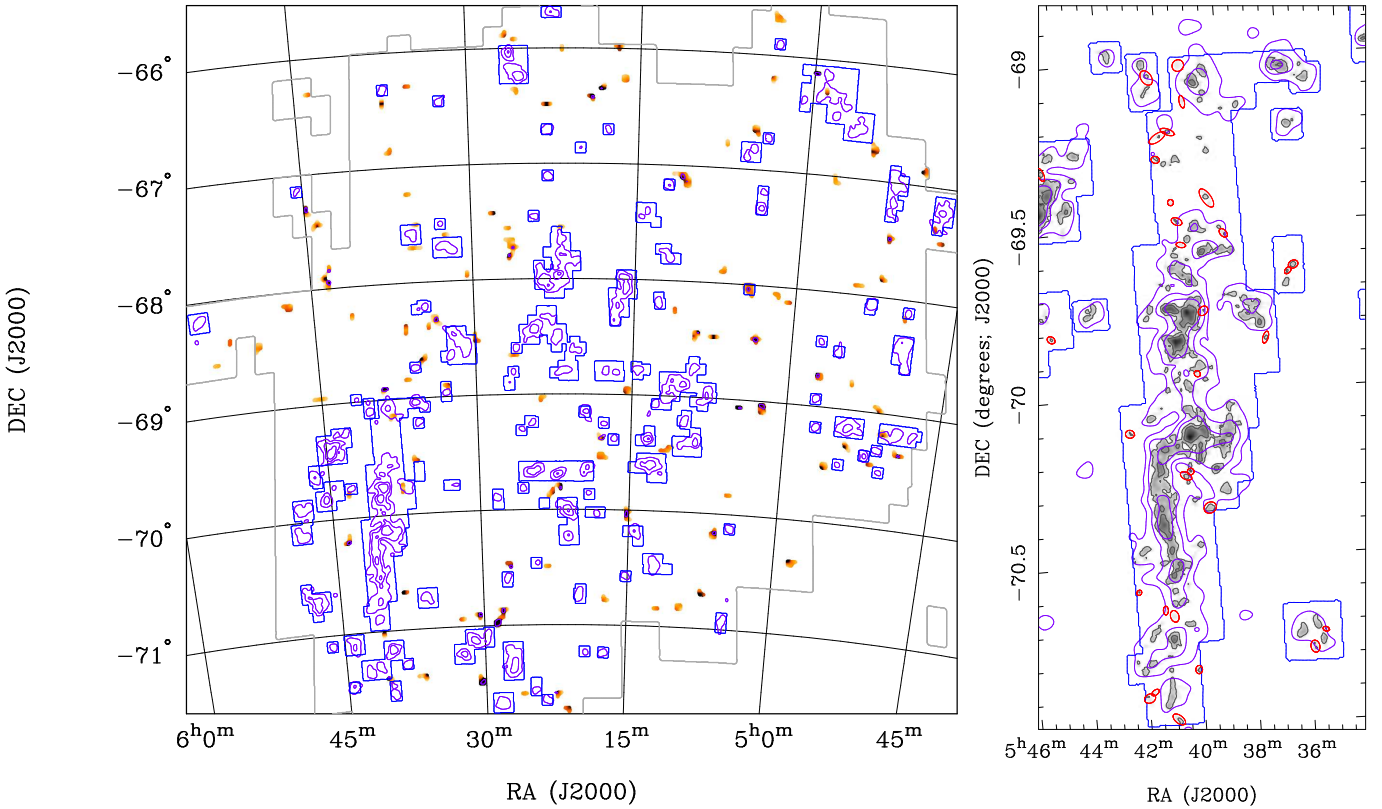 DEC (J2000)
−66°
−67°
−68°
−69°
−70°
−71°
6h0m 45m 30m 15m 5h0m 45m
RA (J2000)
DEC (degrees; J2000)
−69
−69.5
−70
−70.5
5h46m 44m 42m 40m 38m 36m
RA (J2000)